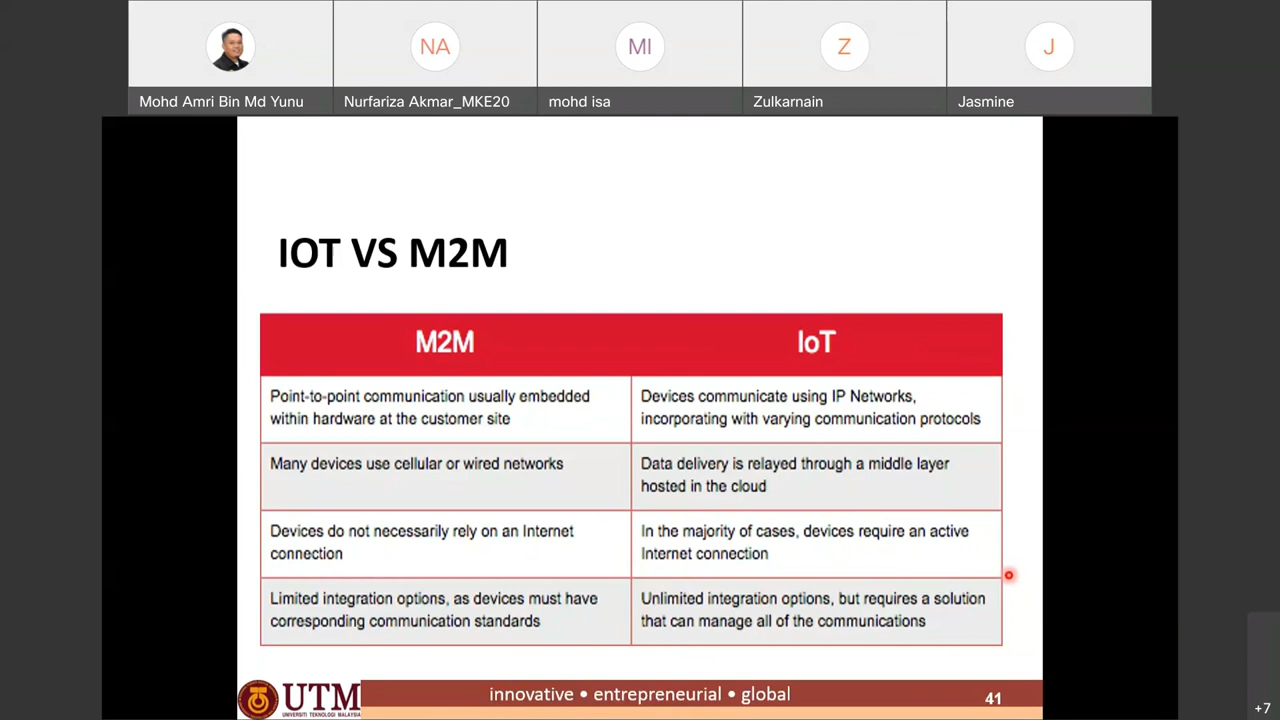 NA
MI
Z
J
Mohd Amri Bin Md Yunu
Nurfariza Akmar_MKE20
mohd isa
Zulkarnain
Jasmine
IOT VS M2M
M2M
IoT
Point-to-point communication usually embedded
within hardware at the customer site
Devices communicate using IP Networks,
incorporating with varying communication protocols
Many devices use cellular or wired networks
Data delivery is relayed through a middle layer
hosted in the cloud
Devices do not necessarily rely on an Internet
connection
In the majority of cases, devices require an active
Internet connection
Limited integration options, as devices must have
corresponding communication standards
Unlimited integration options, but requires a solution
that can manage all of the communications
UTM
UNIVERSITI TEKNOLOGI MALAYSIA
innovative • entrepreneurial • global
41
+7